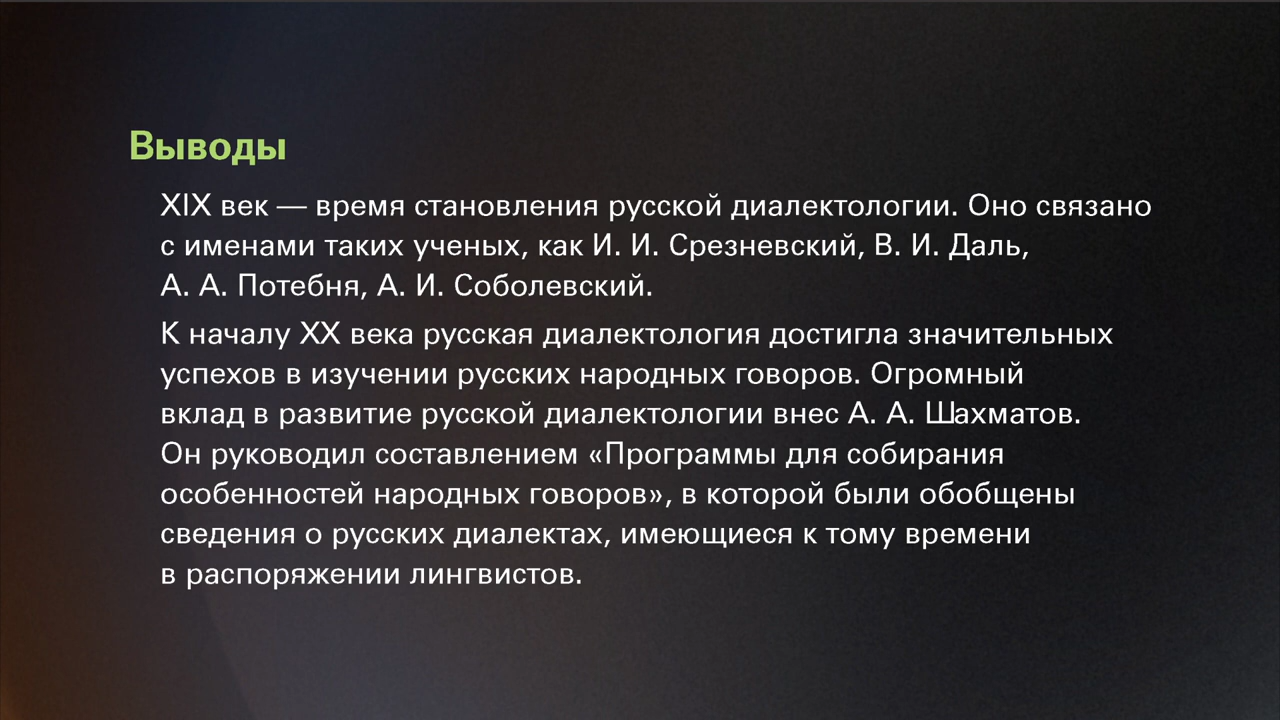 Выводы
XIX век — время становления русской диалектологии. Оно связано
с именами таких ученых, как И. И. Срезневский, В. И. Даль,
А. А. Потебня, А. И. Соболевский.
К началу XX века русская диалектология достигла значительных
успехов в изучении русских народных говоров. Огромный
вклад в развитие русской диалектологии внес А. А. Шахматов.
Он руководил составлением «Программы для собирания
особенностей народных говоров», в которой были обобщены
сведения о русских диалектах, имеющиеся к тому времени
в распоряжении лингвистов.